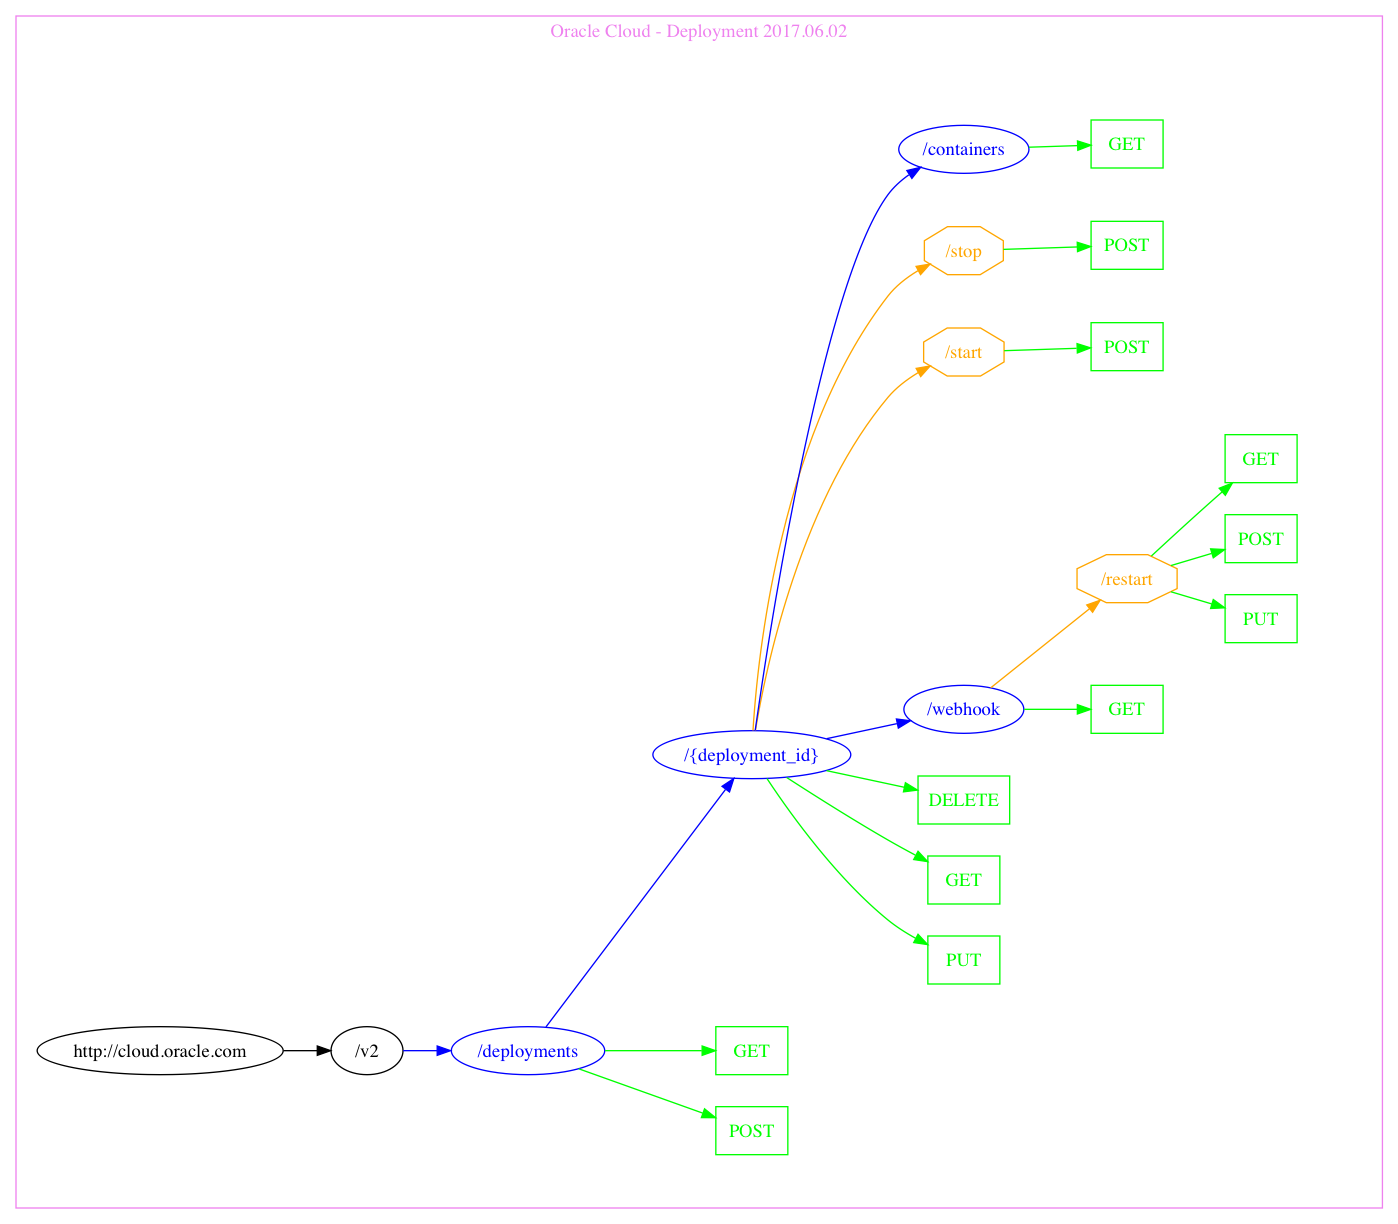 Oracle Cloud - Deployment 2017.06.02
/containers
GET
/stop
POST
/start
POST
GET
POST
/restart
PUT
/webhook
GET
/{deployment_id}
DELETE
GET
PUT
http://cloud.oracle.com
/v2
/deployments
GET
POST